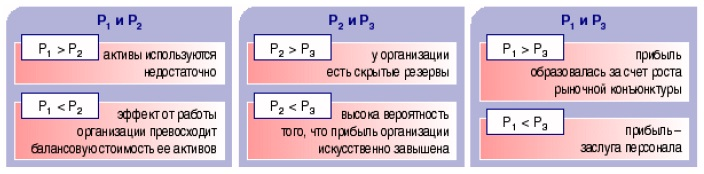 P1 и P2
P1 > P2
активы используются
недостаточно
P1 < P2
эффект от работы
организации превосходит
балансовую стоимость ее активов
P2 и P3
P2 > P3
у организации
есть скрытые резервы
P2 < P3
высока вероятность
того, что прибыль организации
искусственно завышена
P1 и P3
P1 > P3
прибыль
образовалась за счет роста
рыночной конъюнктуры
P1 < P3
прибыль –
заслуга персонала